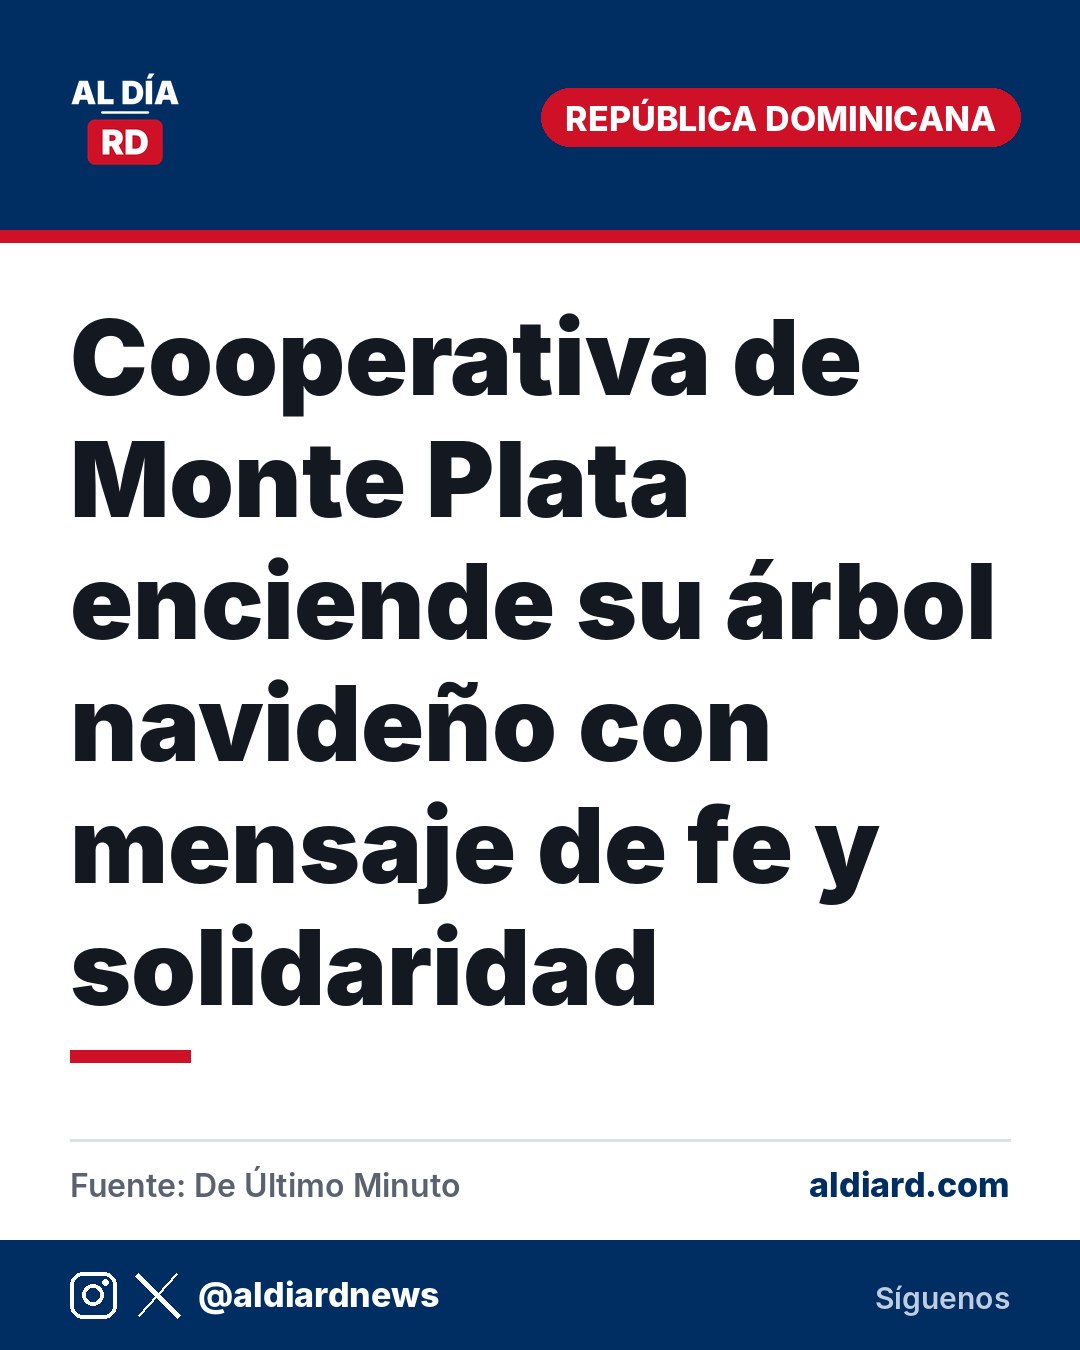 AL DÍA
RD
REPÚBLICA DOMINICANA
Cooperativa de
Monte Plata
enciende su árbol
navideño con
mensaje de fe y
solidaridad
Fuente: De Último Minuto
aldiard.com
@aldiardnews
Síguenos